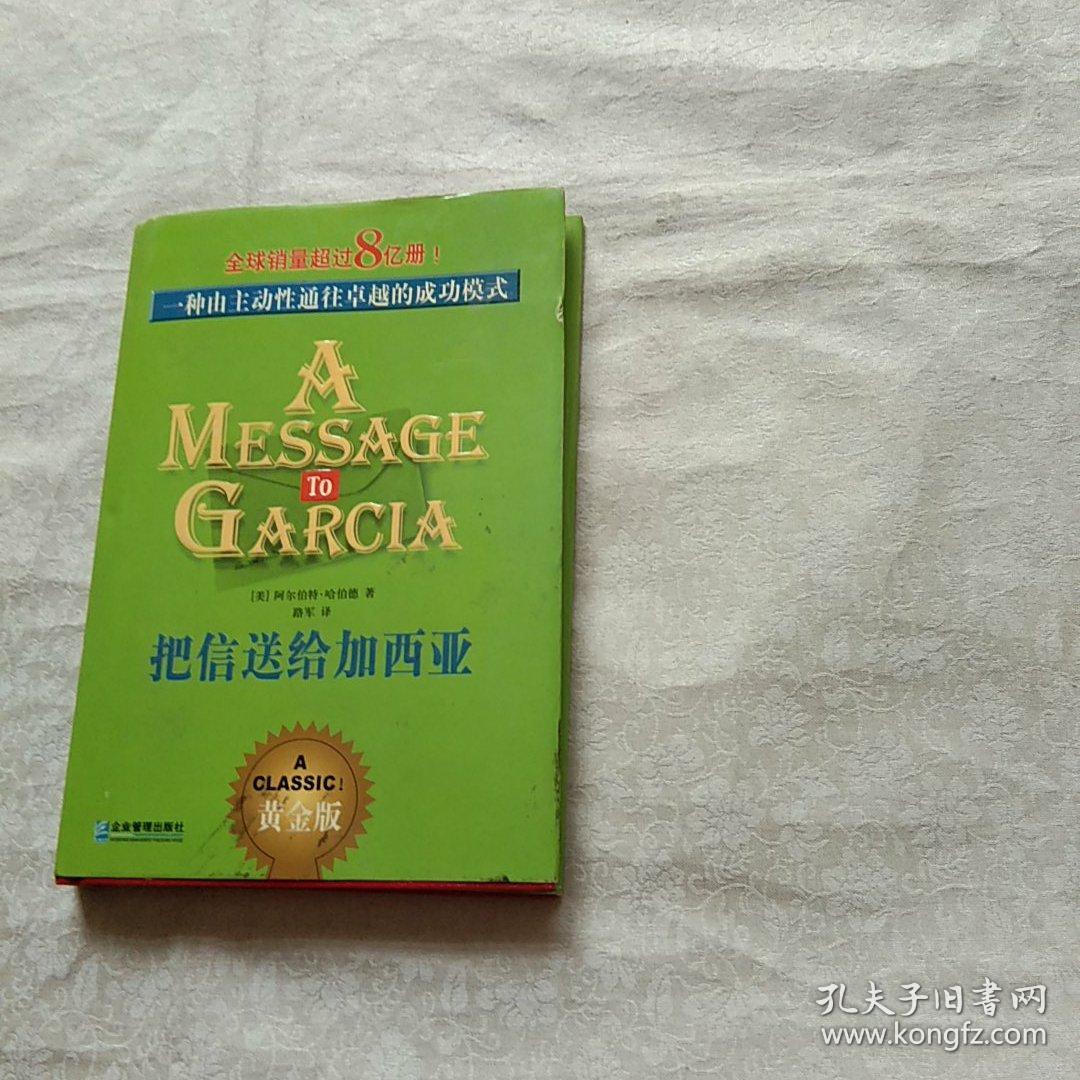 全球销量超过8亿册！
一种由主动性通往卓越的成功模式
A
MESSAGE
TO
GARCIA
[美] 阿尔伯特·哈伯德 著
路军 译
把信送给加西亚
A
CLASSIC!
黄金版
企业管理出版社
孔夫子旧書网
www.kongfz.com